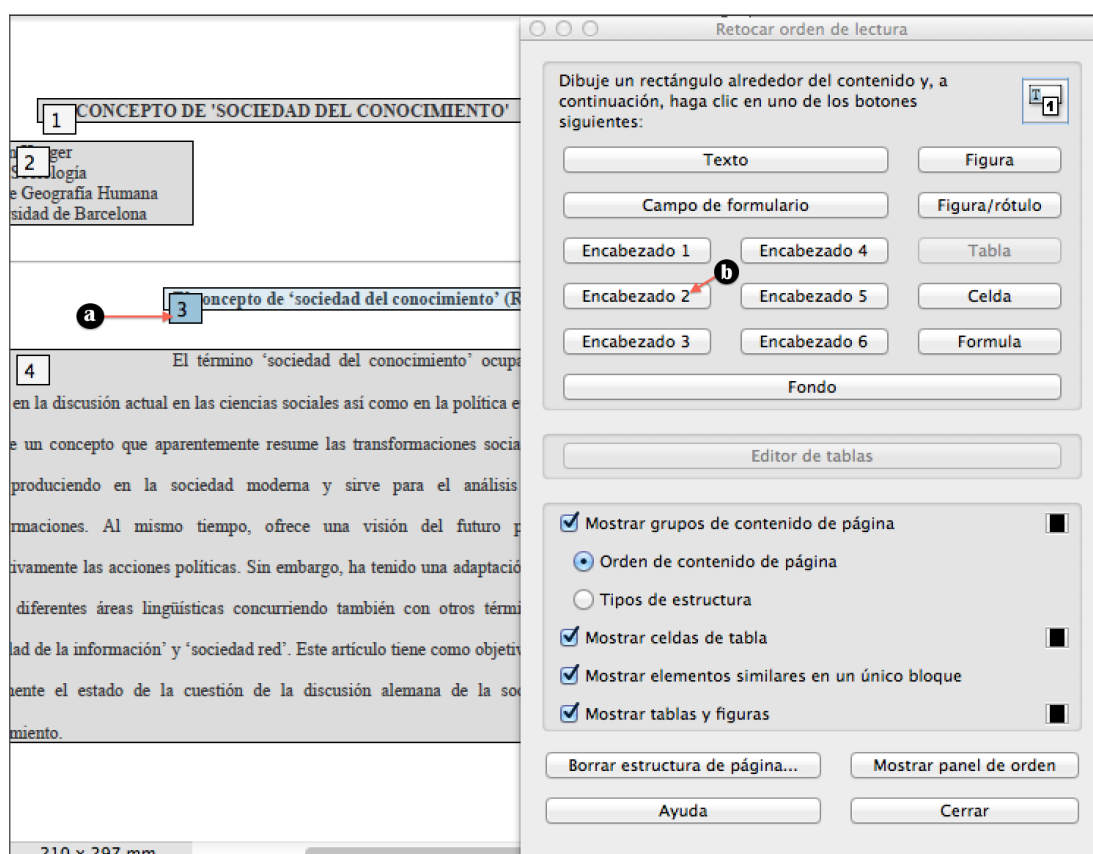 1 CONCEPTO DE 'SOCIEDAD DEL CONOCIMIENTO'
2 ger
logía
e Geografía Humana
sidad de Barcelona
a
3 oncepto de ‘sociedad del conocimiento’ (R
4 El término ‘sociedad del conocimiento’ ocupa
en la discusión actual en las ciencias sociales así como en la política e
e un concepto que aparentemente resume las transformaciones socia
produciendo en la sociedad moderna y sirve para el análisis
rmaciones. Al mismo tiempo, ofrece una visión del futuro p
ivamente las acciones políticas. Sin embargo, ha tenido una adaptació
diferentes áreas lingüísticas concurriendo también con otros térmi
lad de la información’ y ‘sociedad red’. Este artículo tiene como objetiv
ente el estado de la cuestión de la discusión alemana de la soc
miento.
210 x 297 mm
Retocar orden de lectura
Dibuje un rectángulo alrededor del contenido y, a
continuación, haga clic en uno de los botones
siguientes:
T 1
Texto Figura
Campo de formulario Figura/rótulo
Encabezado 1 Encabezado 4 Tabla
b
Encabezado 2 Encabezado 5 Celda
Encabezado 3 Encabezado 6 Formula
Fondo
Editor de tablas
Mostrar grupos de contenido de página
Orden de contenido de página
Tipos de estructura
Mostrar celdas de tabla
Mostrar elementos similares en un único bloque
Mostrar tablas y figuras
Borrar estructura de página... Mostrar panel de orden
Ayuda Cerrar